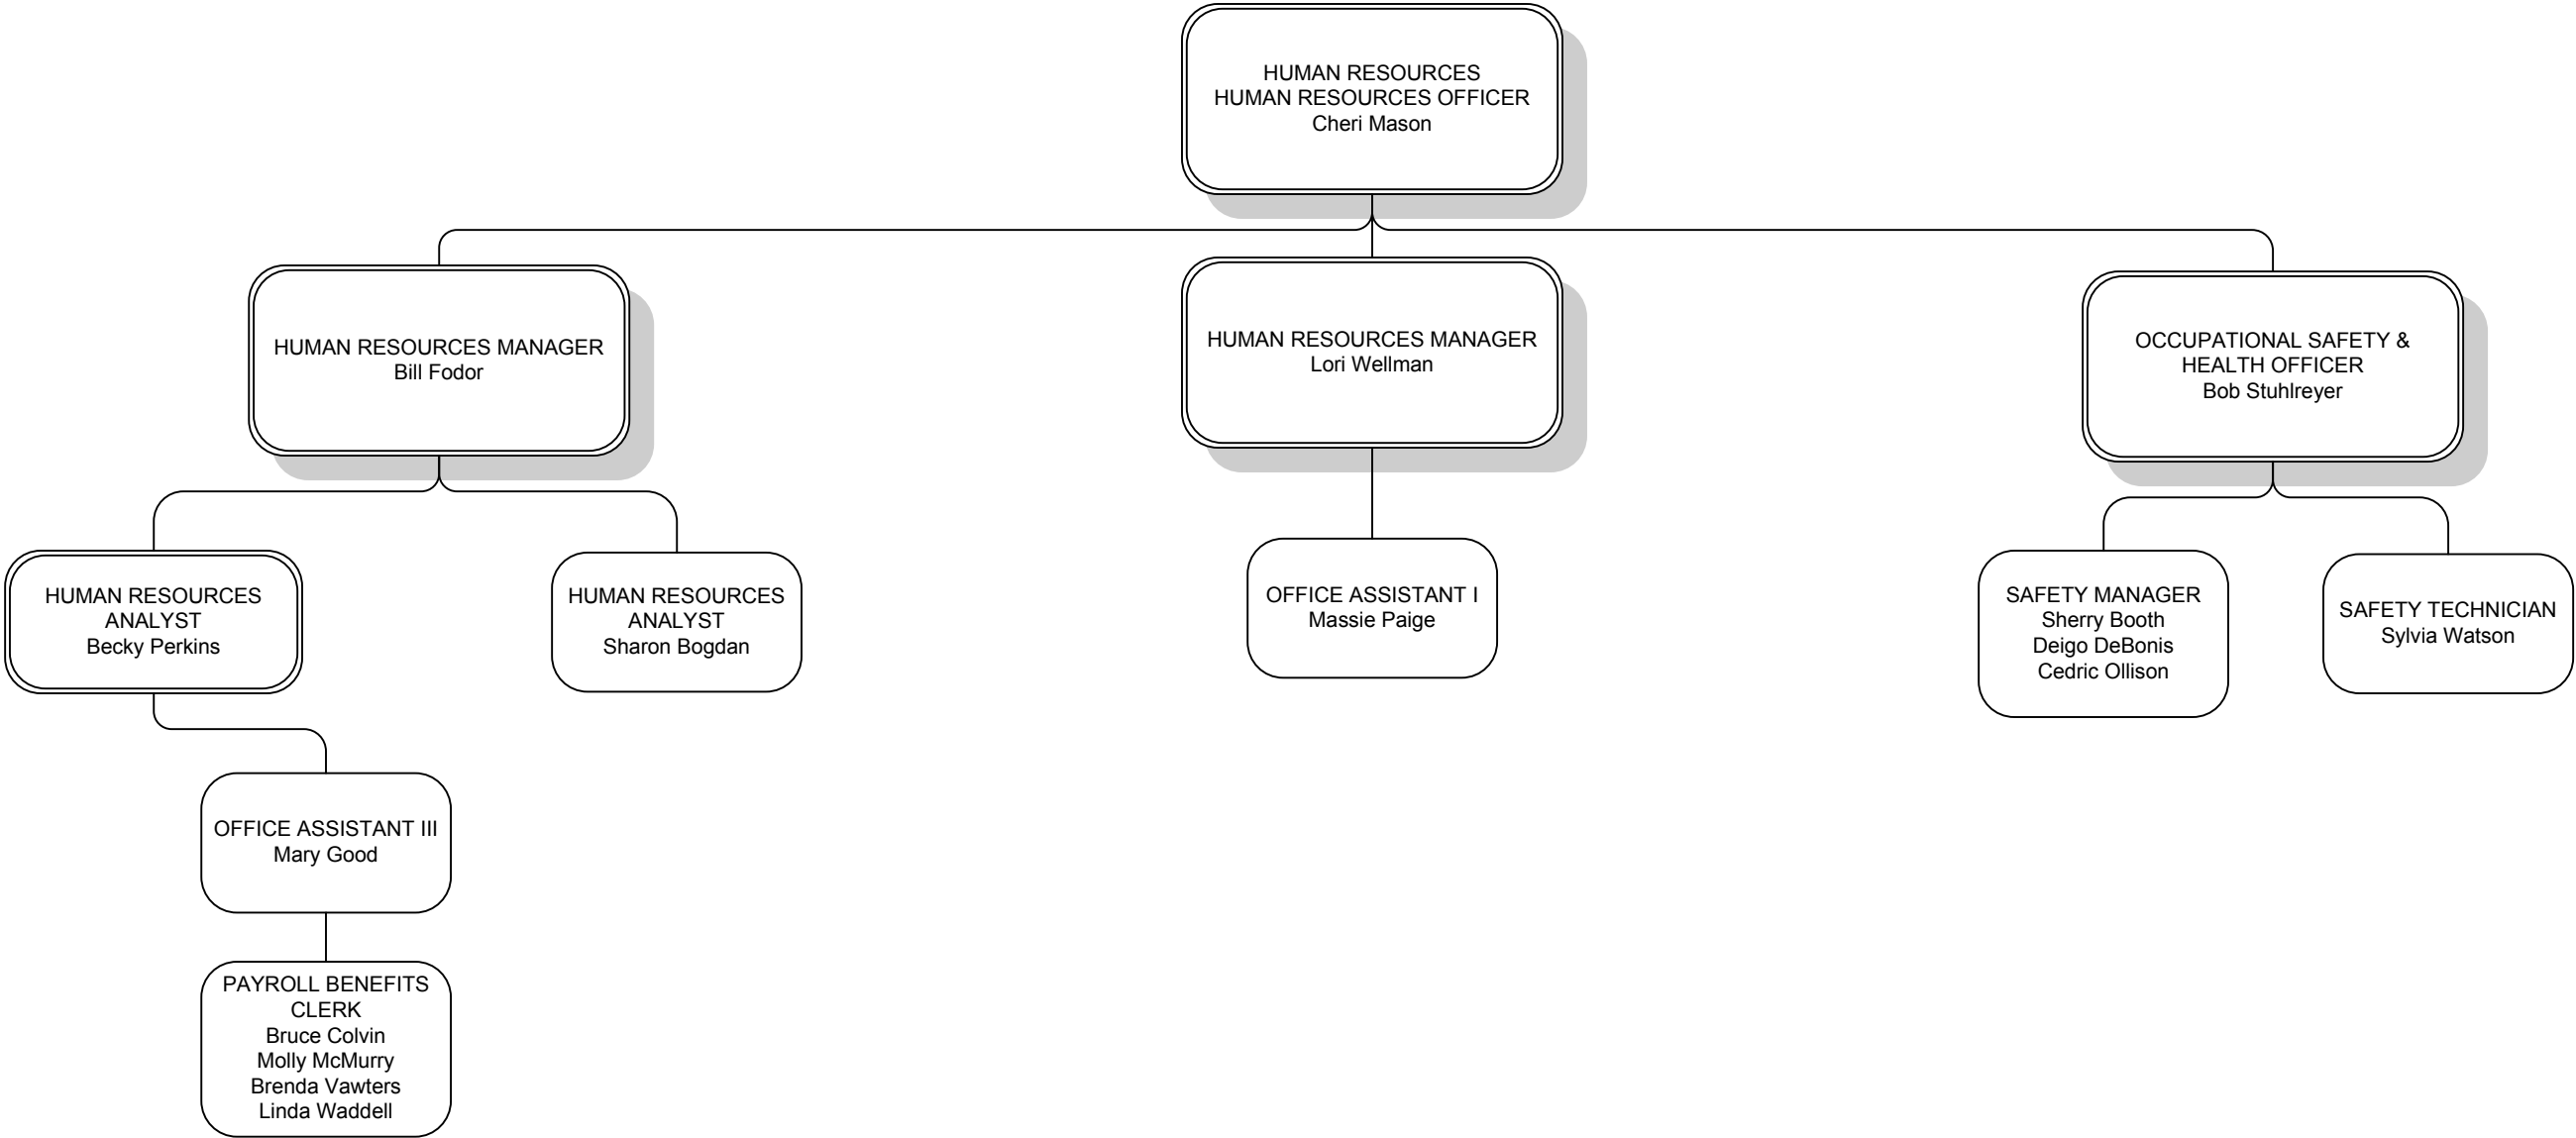 HUMAN RESOURCES
HUMAN RESOURCES OFFICER
Cheri Mason
HUMAN RESOURCES MANAGER
Bill Fodor
HUMAN RESOURCES MANAGER
Lori Wellman
OCCUPATIONAL SAFETY &
HEALTH OFFICER
Bob Stuhlreyer
HUMAN RESOURCES
ANALYST
Becky Perkins
HUMAN RESOURCES
ANALYST
Sharon Bogdan
OFFICE ASSISTANT I
Massie Paige
SAFETY MANAGER
Sherry Booth
Deigo DeBonis
Cedric Ollison
SAFETY TECHNICIAN
Sylvia Watson
OFFICE ASSISTANT III
Mary Good
PAYROLL BENEFITS
CLERK
Bruce Colvin
Molly McMurry
Brenda Vawters
Linda Waddell